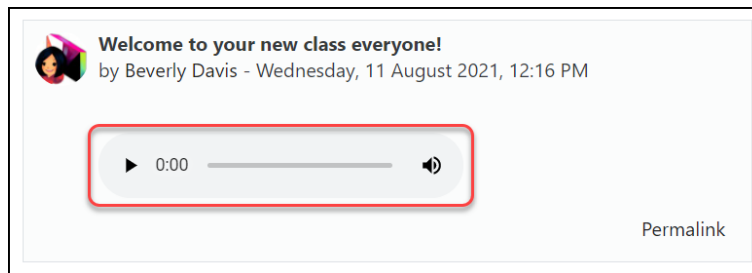 Welcome to your new class everyone!
by Beverly Davis - Wednesday, 11 August 2021, 12:16 PM
0:00
Permalink